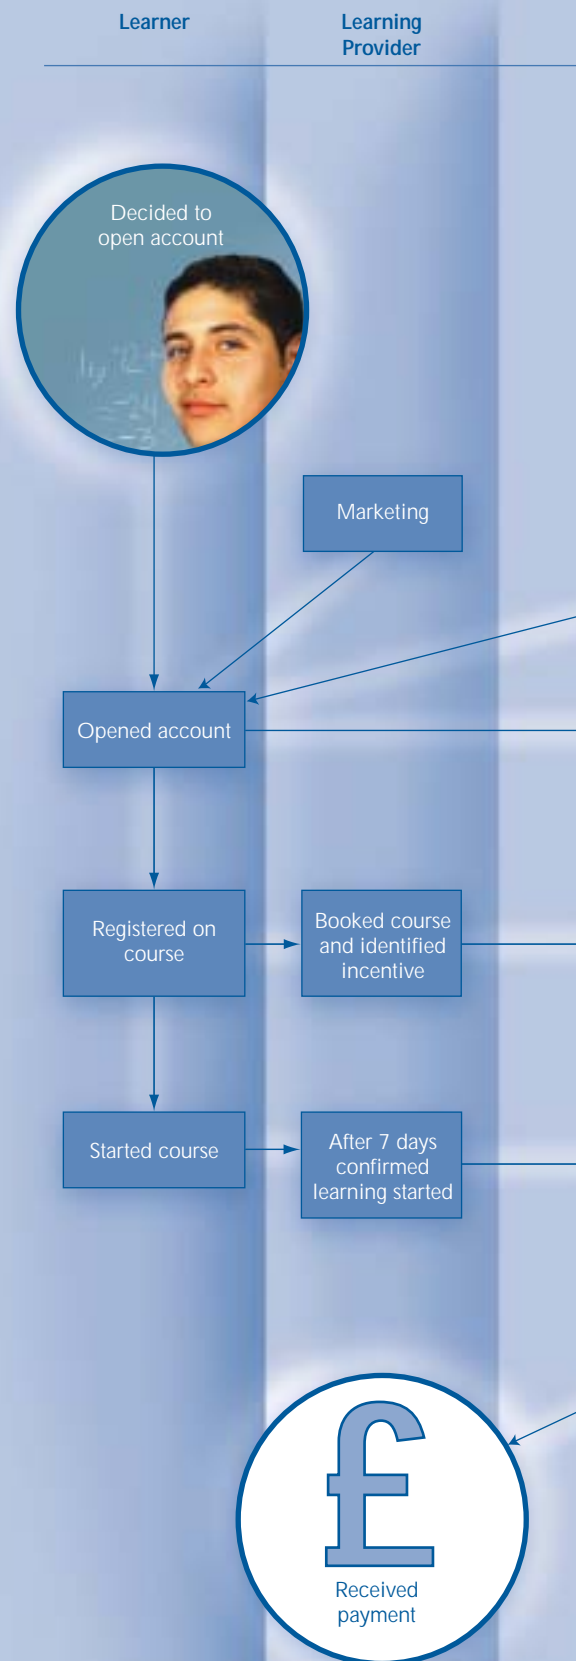 Learner
Learning
Provider
Decided to
open account
Marketing
Opened account
Registered on
course
Booked course
and identified
incentive
Started course
After 7 days
confirmed
learning started
£
Received
payment